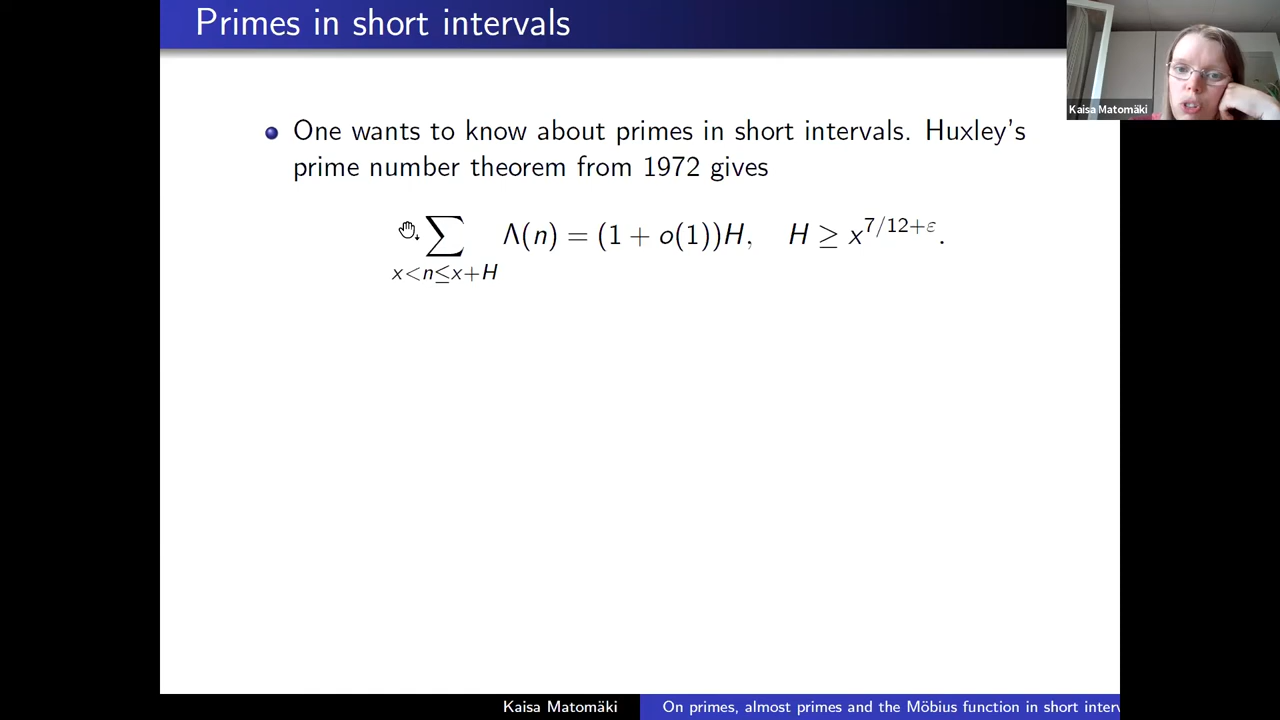 Primes in short intervals
Kaisa Matomäki
One wants to know about primes in short intervals. Huxley's
prime number theorem from 1972 gives
∑ Λ(n) = (1 + o(1))H, H ≥ x^{7/12+ε}.
x<n≤x+H
Kaisa Matomäki
On primes, almost primes and the Möbius function in short interv